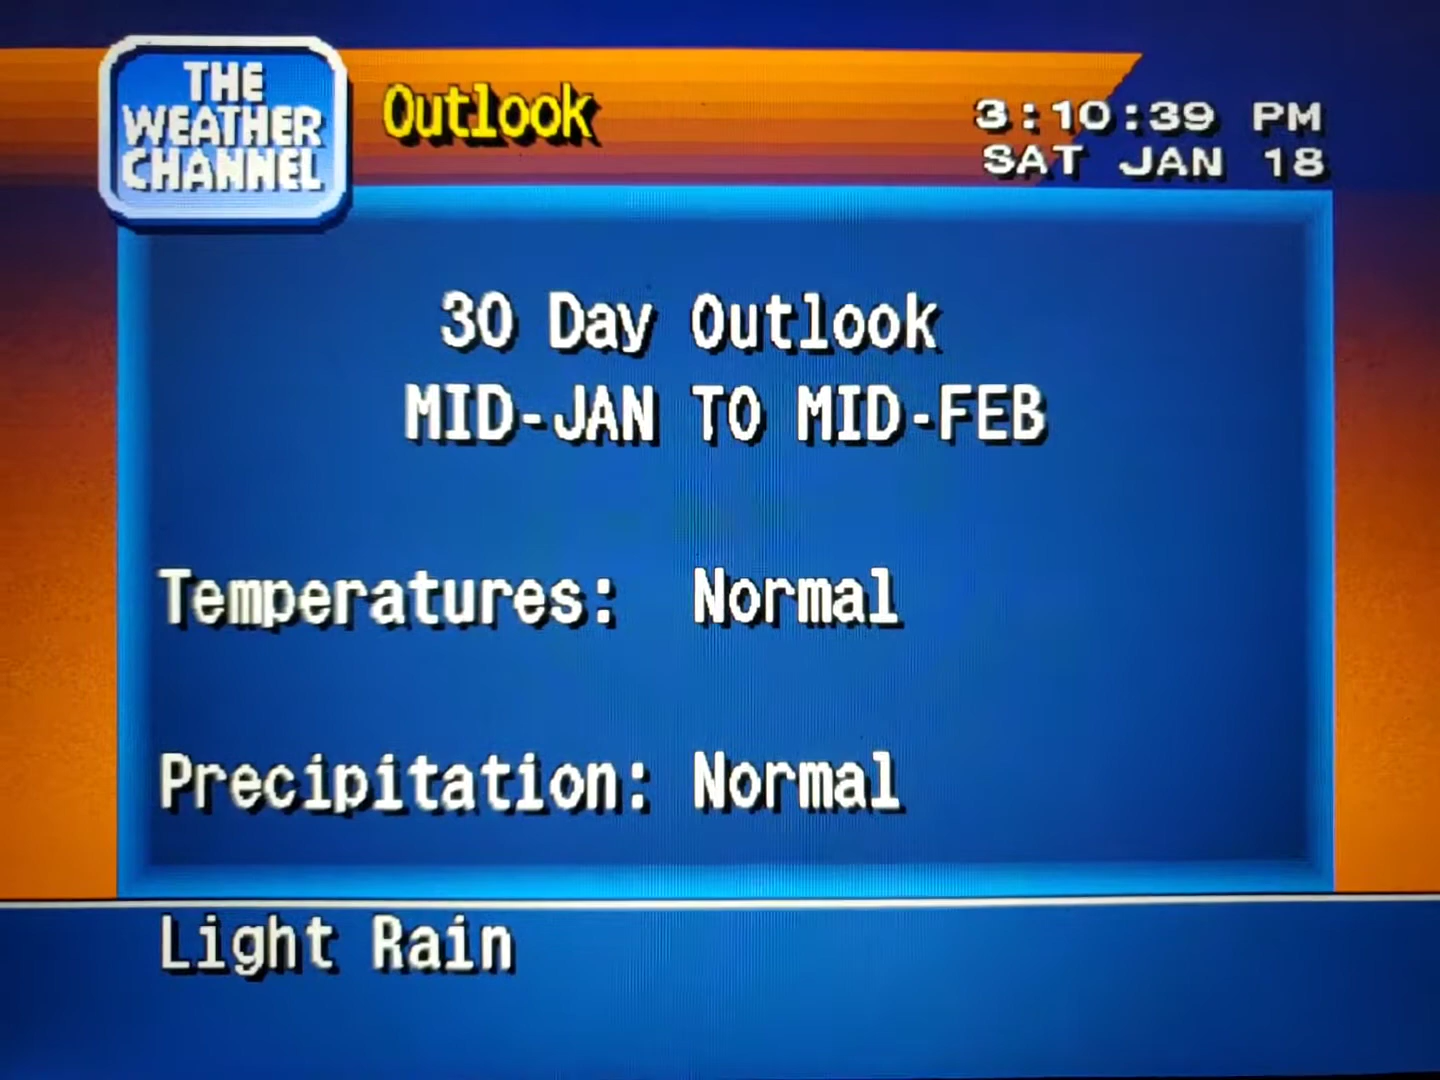 THE
WEATHER
CHANNEL
Outlook
3:10:39 PM
SAT JAN 18
30 Day Outlook
MID-JAN TO MID-FEB
Temperatures: Normal
Precipitation: Normal
Light Rain